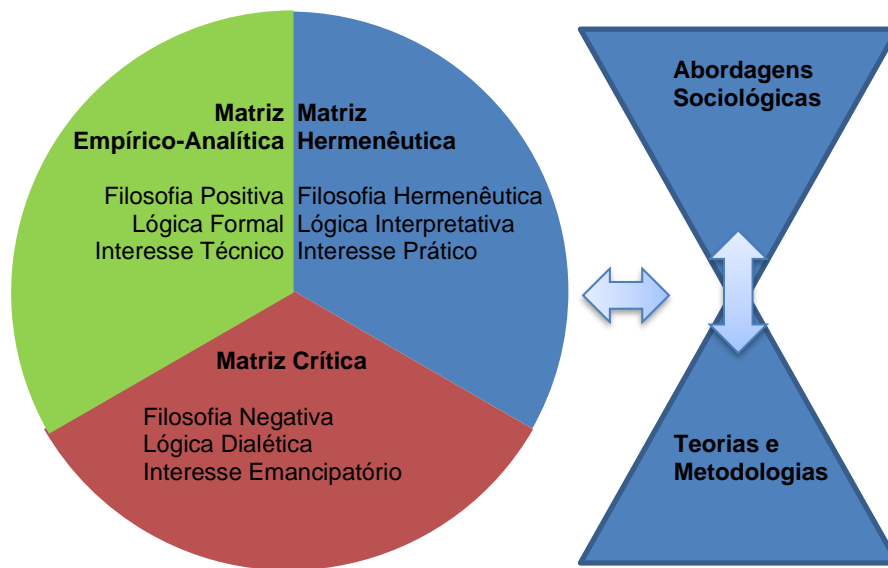 Matriz
Empírico-Analítica
Filosofia Positiva
Lógica Formal
Interesse Técnico
Matriz
Hermenêutica
Filosofia Hermenêutica
Lógica Interpretativa
Interesse Prático
Matriz Crítica
Filosofia Negativa
Lógica Dialética
Interesse Emancipatório
Abordagens
Sociológicas
Teorias e
Metodologias